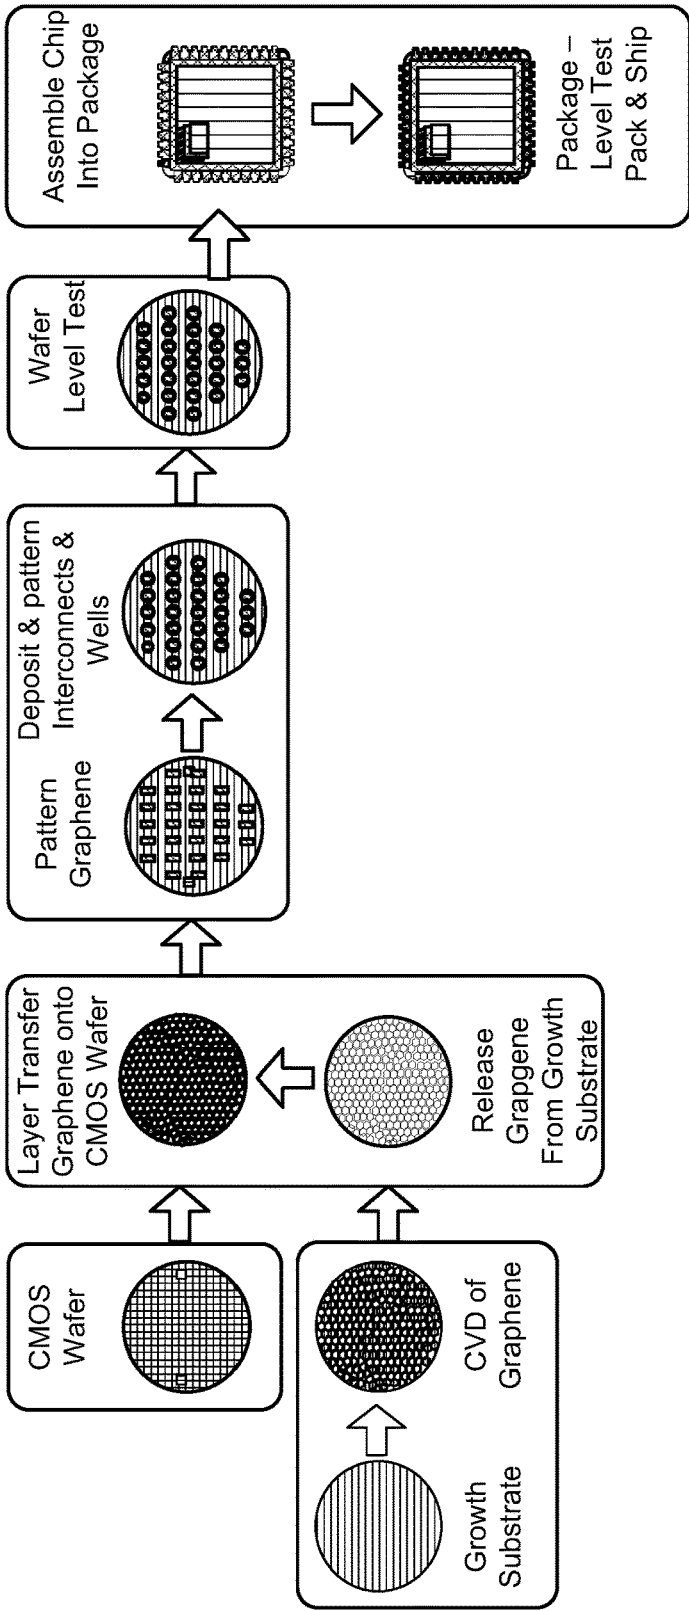 CMOS
Wafer
Growth
Substrate
CVD of
Graphene
Layer Transfer
Graphene onto
CMOS Wafer
Release
Grapgene
From Growth
Substrate
Pattern
Graphene
Deposit & pattern
Interconnects &
Wells
Wafer
Level Test
Assemble Chip
Into Package
Package –
Level Test
Pack & Ship